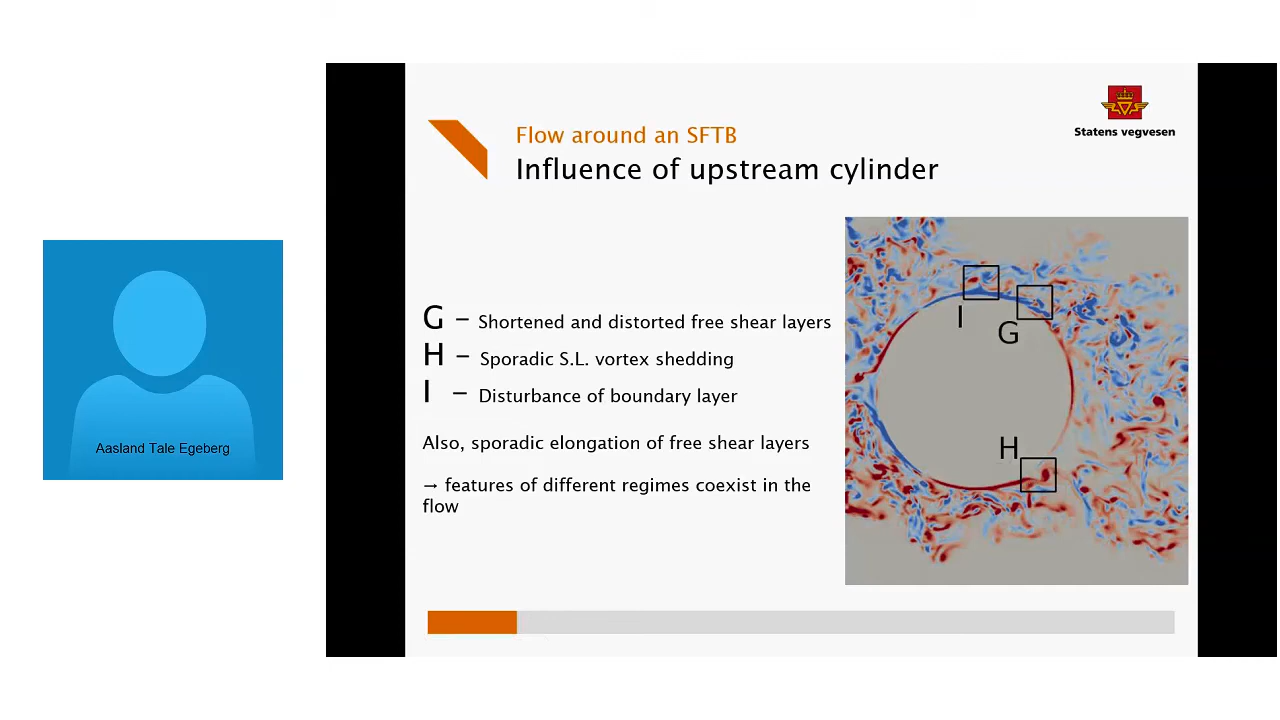 Statens vegvesen
Flow around an SFTB
Influence of upstream cylinder
G – Shortened and distorted free shear layers
H – Sporadic S.L. vortex shedding
I – Disturbance of boundary layer
Also, sporadic elongation of free shear layers
→ features of different regimes coexist in the
flow
I
G
H
Aasland Tale Egeberg